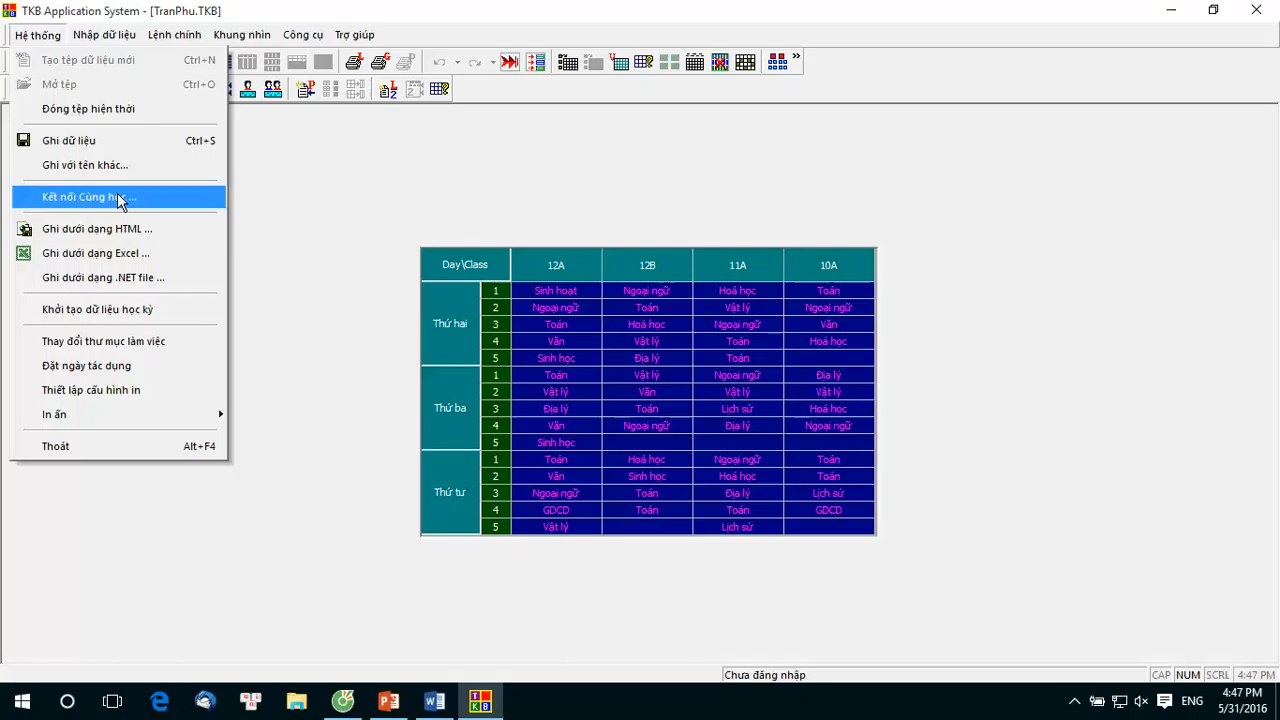 TKB Application System - [TranPhu.TKB]
Hệ thống Nhập dữ liệu Lệnh chính Khung nhìn Công cụ Trợ giúp
Tạo tệp dữ liệu mới Ctrl+N
Mở tệp Ctrl+O
Đóng tệp hiện thời
Ghi dữ liệu Ctrl+S
Ghi với tên khác...
Kết nối Cùng ...
Ghi dưới dạng HTML ...
Ghi dưới dạng Excel ...
Ghi dưới dạng .NET file ...
Khởi tạo dữ liệu học kỳ
Thay đổi thư mục làm việc
Đặt ngày tác dụng
Thiết lập cấu hình in
In ấn
Thoát Alt+F4
Day\Class 12A 12B 11A 10A
Thứ hai
1 Sinh hoạt Ngoại ngữ Hoá học Toán
2 Ngoại ngữ Toán Vật lý Ngoại ngữ
3 Toán Hoá học Ngoại ngữ Văn
4 Văn Vật lý Toán Hoá học
5 Sinh học Địa lý Toán
Thứ ba
1 Toán Vật lý Ngoại ngữ Địa lý
2 Vật lý Văn Vật lý Vật lý
3 Địa lý Toán Lịch sử Hoá học
4 Văn Ngoại ngữ Địa lý Ngoại ngữ
5 Sinh học
Thứ tư
1 Toán Hoá học Ngoại ngữ Toán
2 Văn Sinh học Hoá học Toán
3 Ngoại ngữ Toán Địa lý Lịch sử
4 GDCD Toán Toán GDCD
5 Vật lý Lịch sử
Chưa đăng nhập CAP NUM SCRL 4:47 PM
TKB
ENG
4:47 PM
5/31/2016